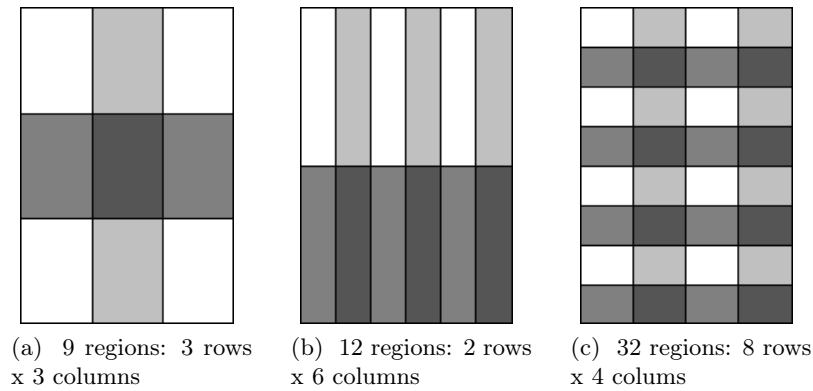 (a) 9 regions: 3 rows
x 3 columns
(b) 12 regions: 2 rows
x 6 columns
(c) 32 regions: 8 rows
x 4 colums